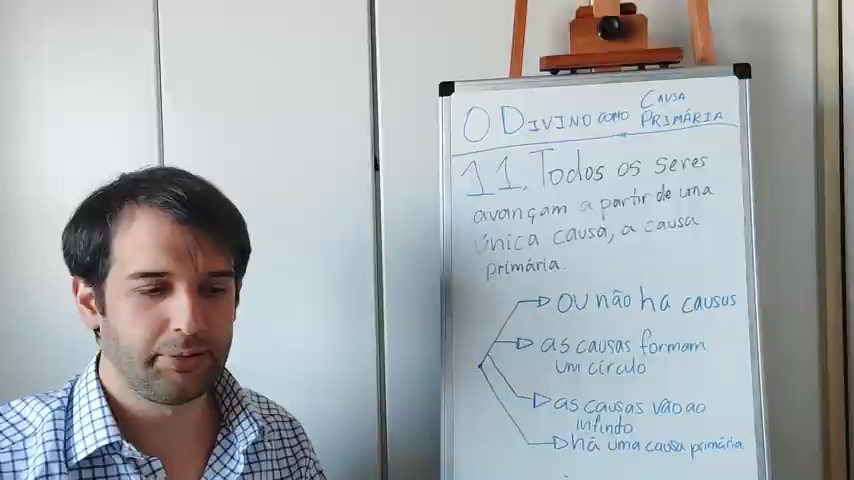 O DIVINO COMO CAUSA
PRIMÁRIA
11. Todos os seres
avançam a partir de uma
única causa, a causa
primária.
ou não há causas
as causas formam
um círculo
as causas vão ao
infinito
há uma causa primária